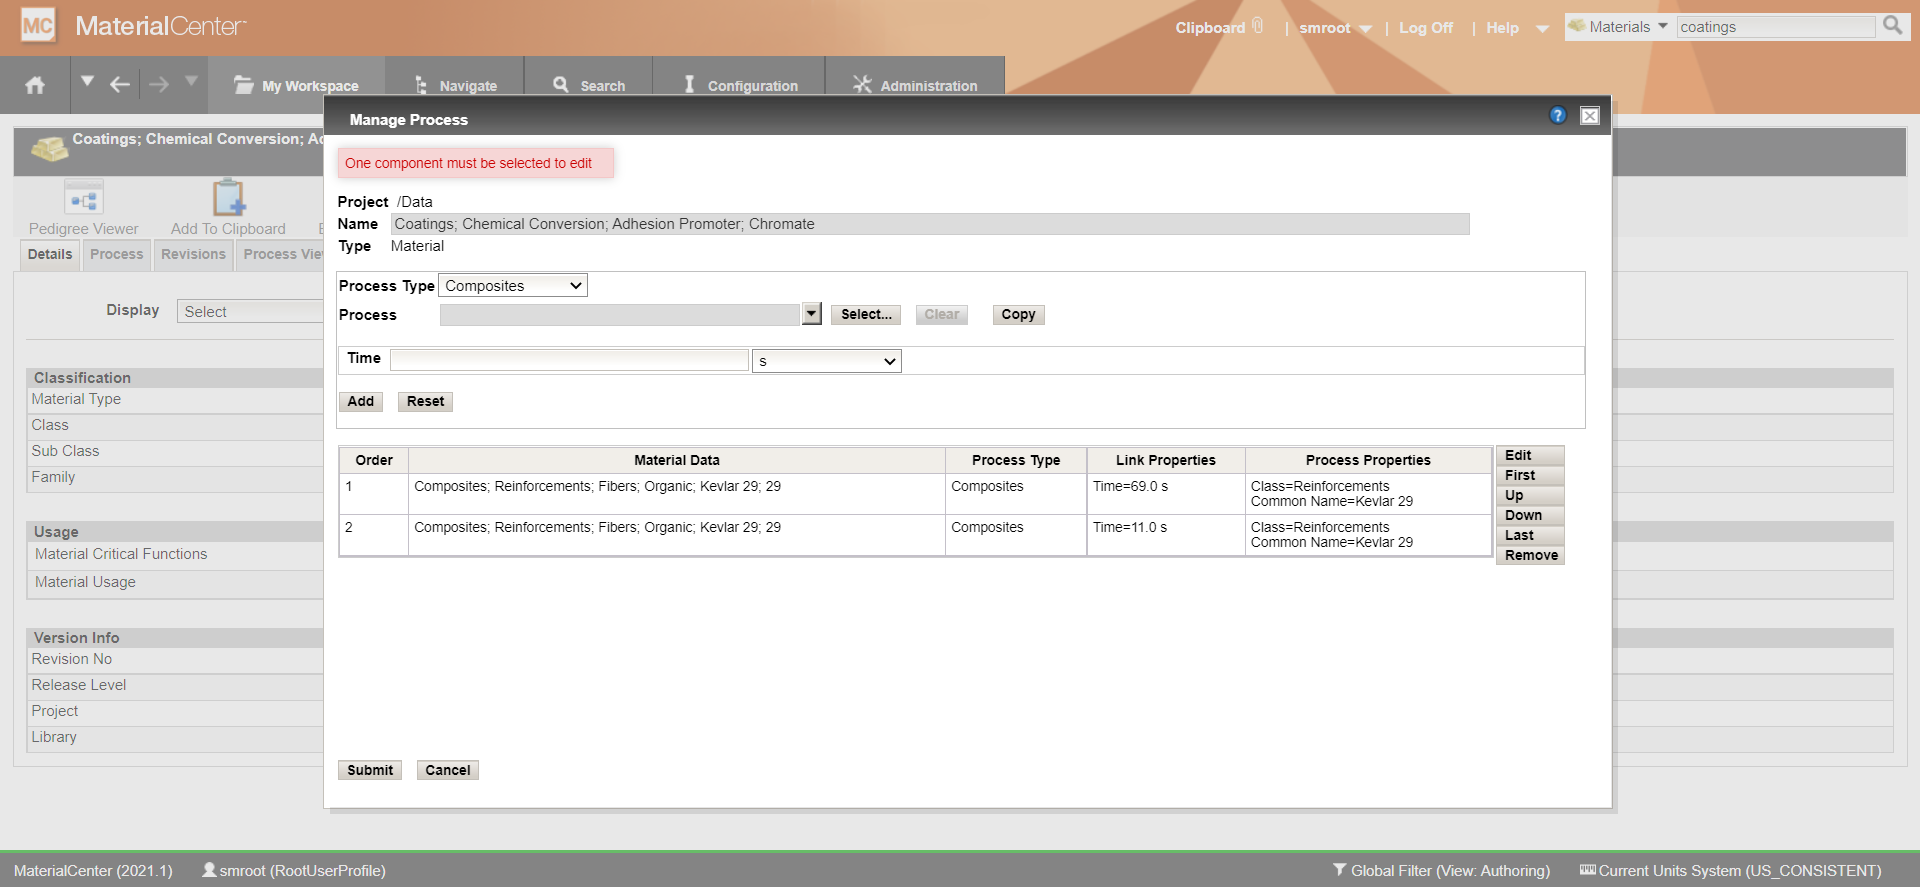 MC MaterialCenter
Clipboard | smroot | Log Off | Help Materials coatings
My Workspace Navigate Search Configuration Administration
Manage Process ?
Coatings; Chemical Conversion; Ad
One component must be selected to edit
Project /Data
Name Coatings; Chemical Conversion; Adhesion Promoter; Chromate
Type Material
Pedigree Viewer Add To Clipboard
Details Process Revisions Process Vie
Display Select
Process Type Composites
Process Select... Clear Copy
Time s
Add Reset
Classification
Material Type
Class
Sub Class
Family
Order Material Data Process Type Link Properties Process Properties
1 Composites; Reinforcements; Fibers; Organic; Kevlar 29; 29 Composites Time=69.0 s Class=Reinforcements
Common Name=Kevlar 29
2 Composites; Reinforcements; Fibers; Organic; Kevlar 29; 29 Composites Time=11.0 s Class=Reinforcements
Common Name=Kevlar 29
Edit
First
Up
Down
Last
Remove
Usage
Material Critical Functions
Material Usage
Version Info
Revision No
Release Level
Project
Library
Submit Cancel
MaterialCenter (2021.1) smroot (RootUserProfile) Global Filter (View: Authoring) Current Units System (US_CONSISTENT)